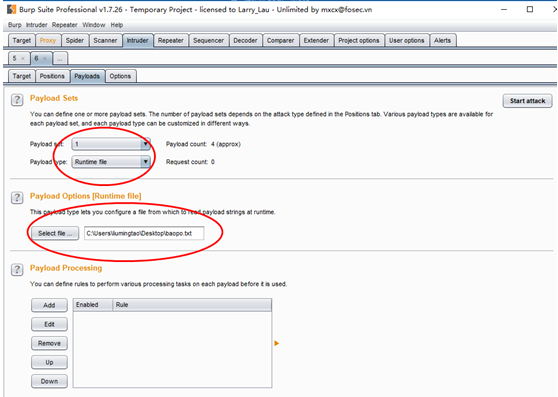 Burp Suite Professional v1.7.26 - Temporary Project - licensed to Larry_Lau - Unlimited by mxcx@fosec.vn
Burp Intruder Repeater Window Help
Target Proxy Spider Scanner Intruder Repeater Sequencer Decoder Comparer Extender Project options User options Alerts
5 × 6 × ...
Target Positions Payloads Options
? Payload Sets
Start attack
You can define one or more payload sets. The number of payload sets depends on the attack type defined in the Positions tab. Various payload types are available for
each payload set, and each payload type can be customized in different ways.
Payload set: 1 Payload count: 4 (approx)
Payload type: Runtime file Request count: 0
? Payload Options [Runtime file]
This payload type lets you configure a file from which to read payload strings at runtime.
Select file ... C:\Users\lumingtao\Desktop\baopo.txt
? Payload Processing
You can define rules to perform various processing tasks on each payload before it is used.
Add Enabled Rule
Edit
Remove
Up
Down